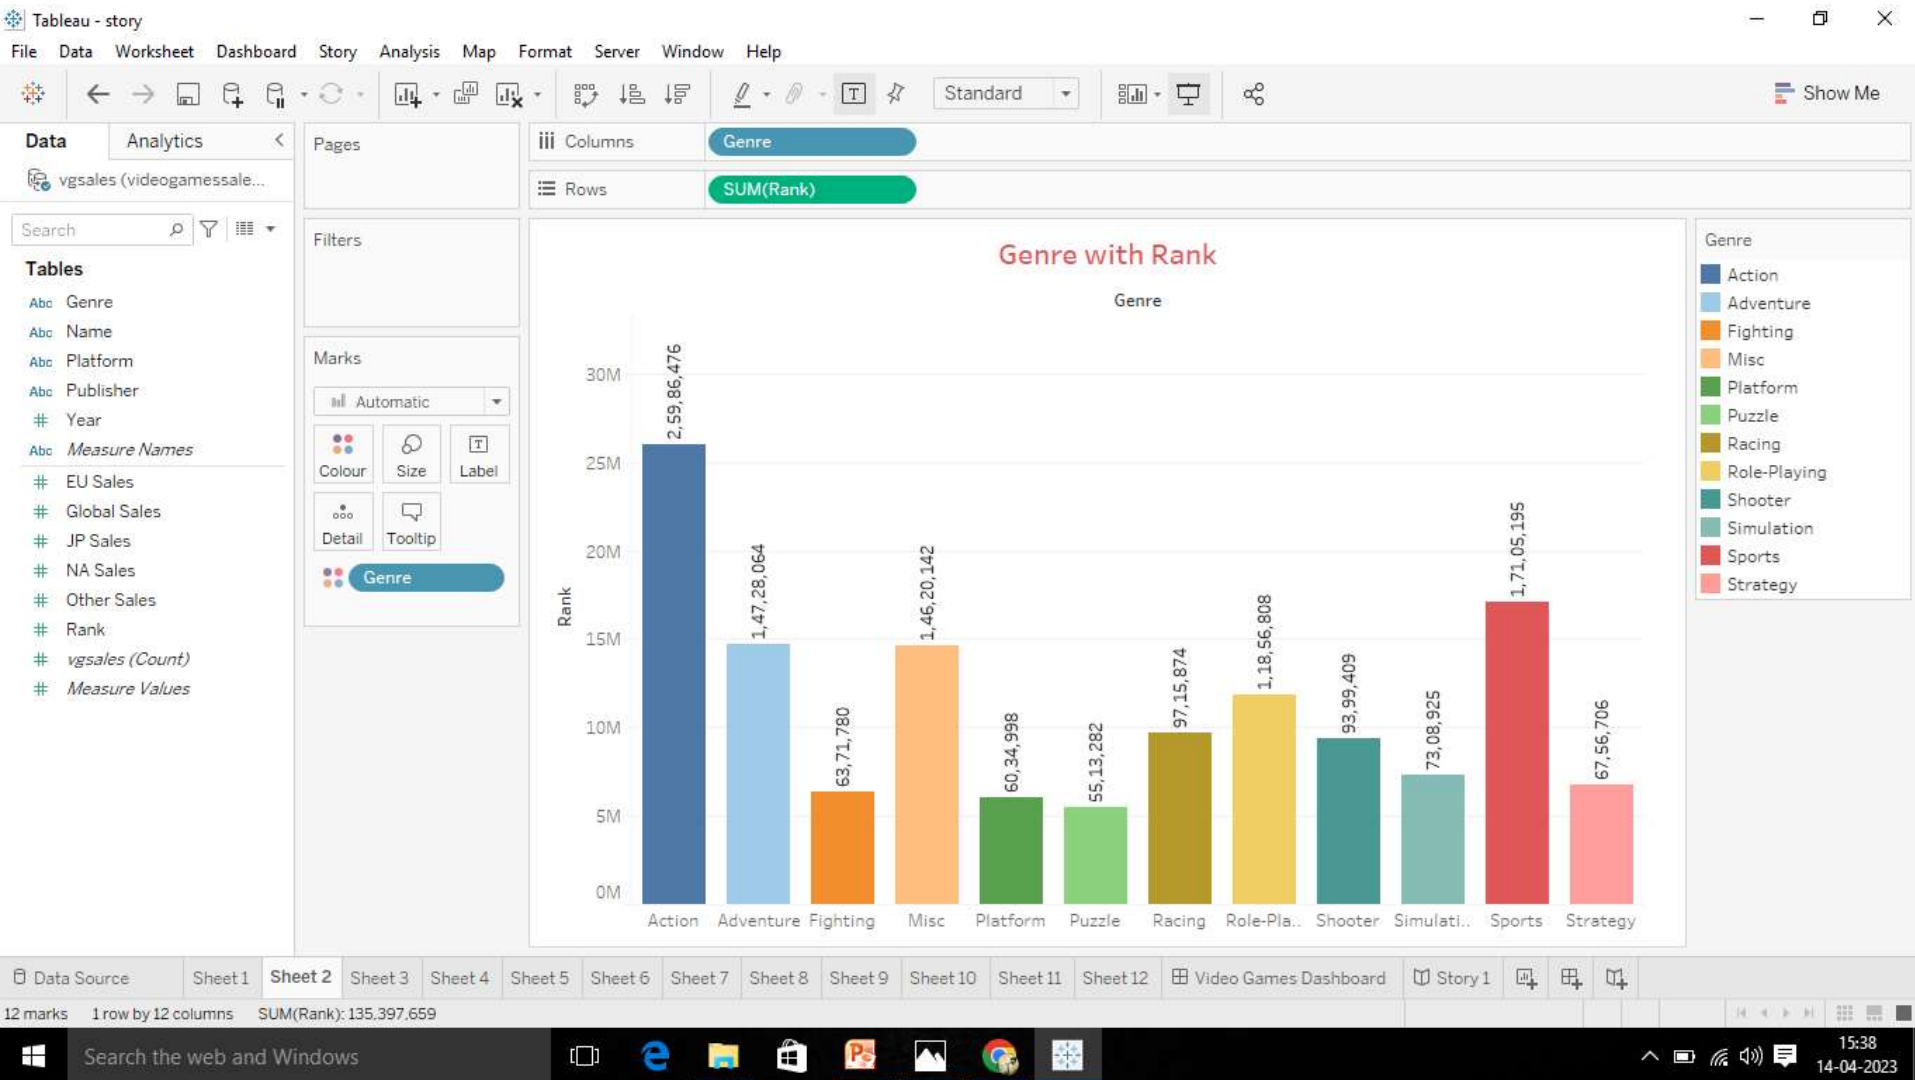 Tableau - story
File Data Worksheet Dashboard Story Analysis Map Format Server Window Help
Standard
Show Me
Data Analytics
vgsales (videogamessale...
Search
Tables
Abc Genre
Abc Name
Abc Platform
Abc Publisher
# Year
Abc Measure Names
# EU Sales
# Global Sales
# JP Sales
# NA Sales
# Other Sales
# Rank
# vgsales (Count)
# Measure Values
Pages
Filters
Marks
Automatic
Colour Size Label
Detail Tooltip
Genre
Columns Genre
Rows SUM(Rank)
Genre with Rank
Genre
Rank
30M
25M
20M
15M
10M
5M
0M
2,59,86,476
1,47,28,064
63,71,780
1,46,20,142
60,34,998
55,13,282
97,15,874
1,18,56,808
93,99,409
73,08,925
1,71,05,195
67,56,706
Action Adventure Fighting Misc Platform Puzzle Racing Role-Pla.. Shooter Simulati.. Sports Strategy
Genre
Action
Adventure
Fighting
Misc
Platform
Puzzle
Racing
Role-Playing
Shooter
Simulation
Sports
Strategy
Data Source Sheet 1 Sheet 2 Sheet 3 Sheet 4 Sheet 5 Sheet 6 Sheet 7 Sheet 8 Sheet 9 Sheet 10 Sheet 11 Sheet 12 Video Games Dashboard Story 1
12 marks 1 row by 12 columns SUM(Rank): 135,397,659
Search the web and Windows
15:38
14-04-2023